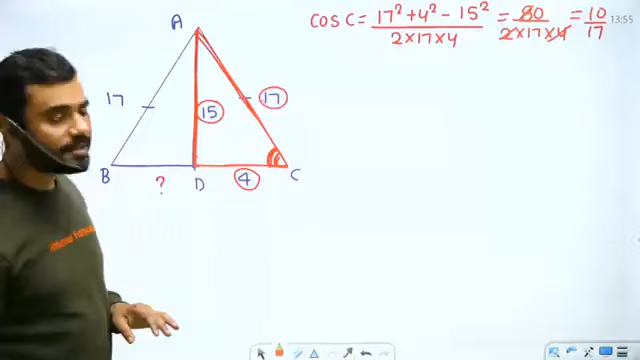 COS C = 17² + 4² - 15² / 2×17×4 = 80 / 2×17×4 = 10 / 17
13:55
A
17
15
17
B
?
D
4
C